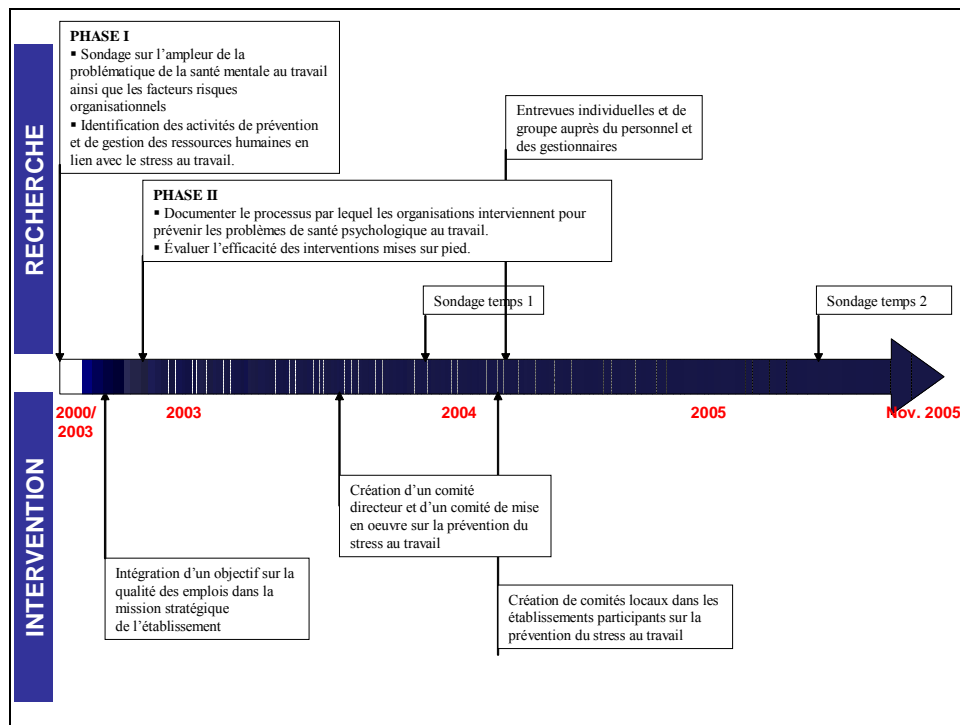 RECHERCHE
PHASE I
▪ Sondage sur l'ampleur de la
problématique de la santé mentale au travail
ainsi que les facteurs risques
organisationnels
▪ Identification des activités de prévention
et de gestion des ressources humaines en
lien avec le stress au travail.
Entrevues individuelles et de
groupe auprès du personnel et
des gestionnaires
PHASE II
▪ Documenter le processus par lequel les organisations interviennent pour
prévenir les problèmes de santé psychologique au travail.
▪ Évaluer l'efficacité des interventions mises sur pied.
Sondage temps 1
Sondage temps 2
2000/
2003
2003
2004
2005
Nov. 2005
INTERVENTION
Création d'un comité
directeur et d'un comité de mise
en oeuvre sur la prévention du
stress au travail
Intégration d'un objectif sur la
qualité des emplois dans la
mission stratégique
de l'établissement
Création de comités locaux dans les
établissements participants sur la
prévention du stress au travail